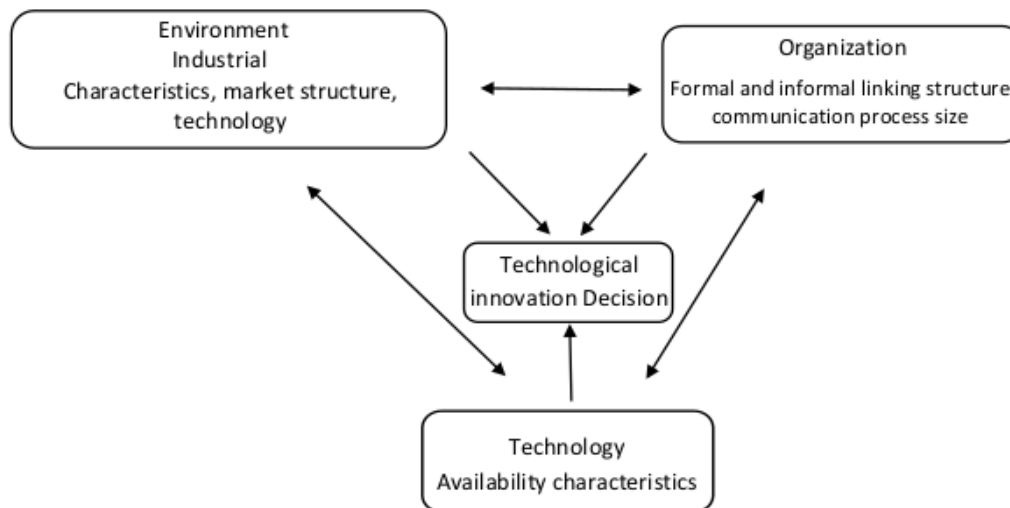 Environment
Industrial
Characteristics, market structure,
technology
Organization
Formal and informal linking structure
communication process size
Technological
innovation Decision
Technology
Availability characteristics